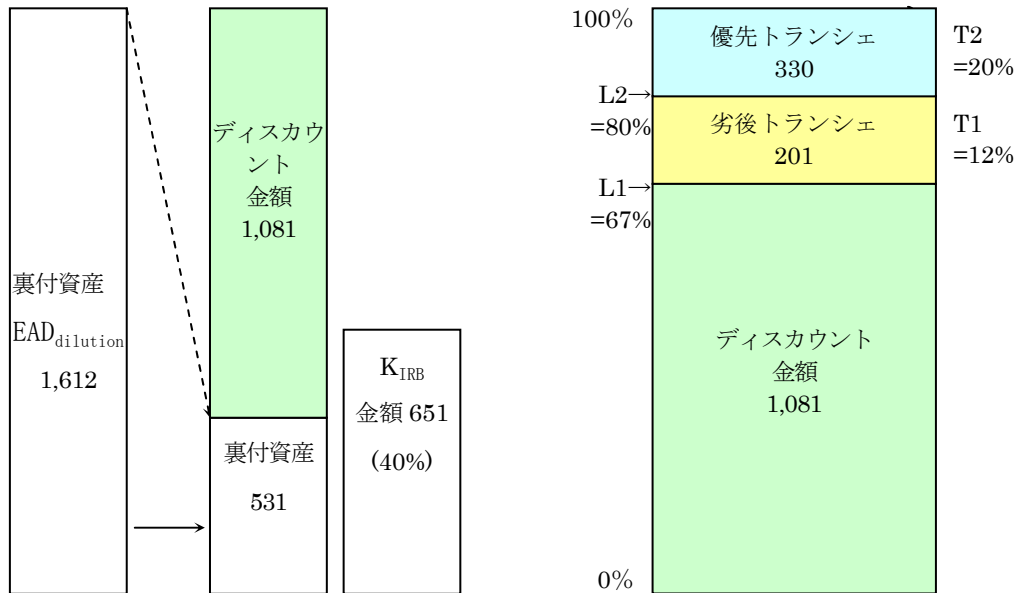 裏付資産
EAD_dilution
1,612
ディスカウ
ント
金額
1,081
裏付資産
531
K_IRB
金額 651
(40%)
100%
L2→
=80%
L1→
=67%
0%
優先トランシェ
330
劣後トランシェ
201
ディスカウント
金額
1,081
T2
=20%
T1
=12%